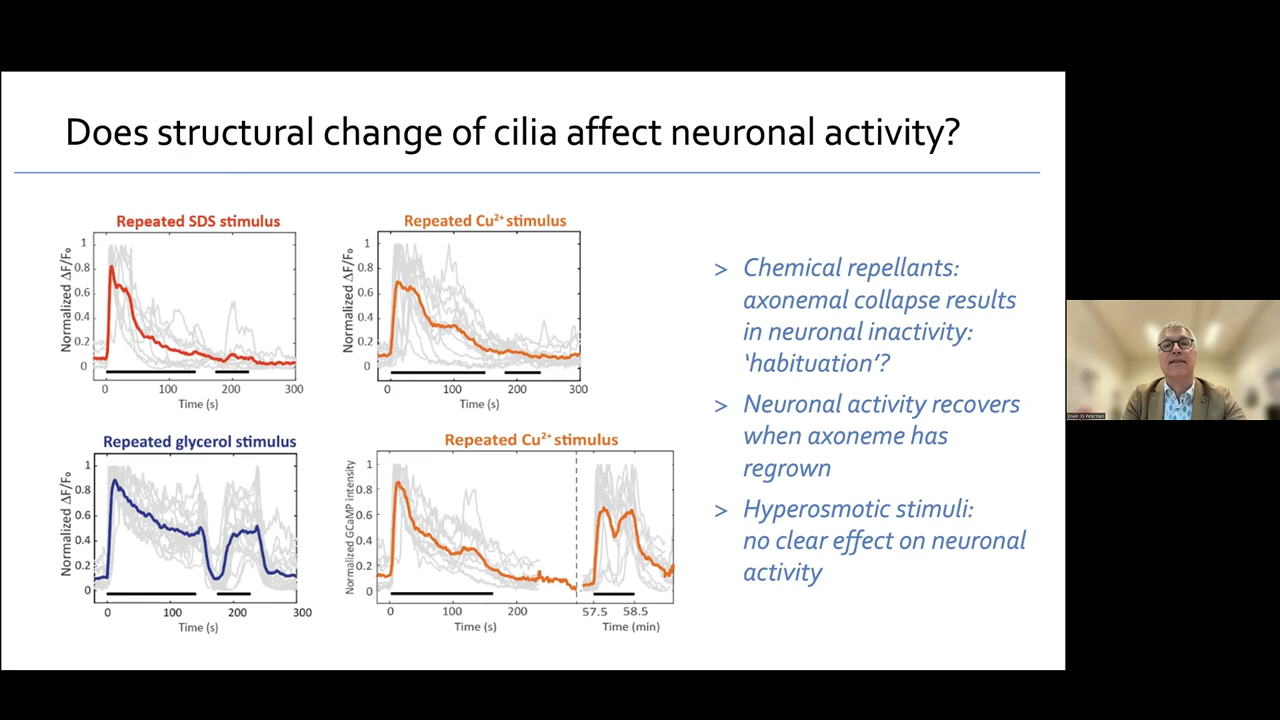 Does structural change of cilia affect neuronal activity?
Repeated SDS stimulus
Normalized ΔF/F₀
1
0.8
0.6
0.4
0.2
0
0 100 200 300
Time (s)
Repeated Cu²⁺ stimulus
Normalized ΔF/F₀
1
0.8
0.6
0.4
0.2
0
0 100 200 300
Time (s)
Repeated glycerol stimulus
Normalized ΔF/F₀
1
0.8
0.6
0.4
0.2
0
0 100 200 300
Time (s)
Repeated Cu²⁺ stimulus
Normalized GCaMP intensity
1
0.8
0.6
0.4
0.2
0
0 100 200
57.5 58.5
Time (s)
Time (min)
> Chemical repellants:
axonemal collapse results
in neuronal inactivity:
‘habituation’?
> Neuronal activity recovers
when axoneme has
regrown
> Hyperosmotic stimuli:
no clear effect on neuronal
activity
Erwin JG Peterman